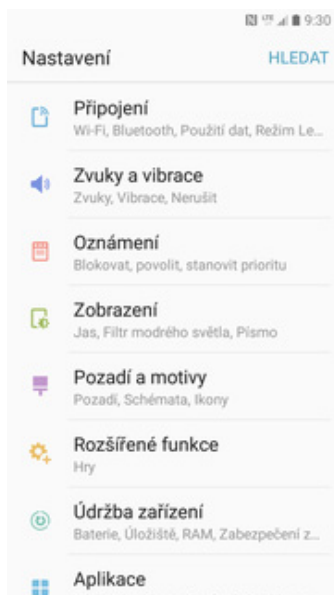 LTE 9:30
Nastavení HLEDAT
Připojení
Wi-Fi, Bluetooth, Použití dat, Režim Le...
Zvuky a vibrace
Zvuky, Vibrace, Nerušit
Oznámení
Blokovat, povolit, stanovit prioritu
Zobrazení
Jas, Filtr modrého světla, Písmo
Pozadí a motivy
Pozadí, Schémata, Ikony
Rozšířené funkce
Hry
Údržba zařízení
Baterie, Úložiště, RAM, Zabezpečení z...
Aplikace